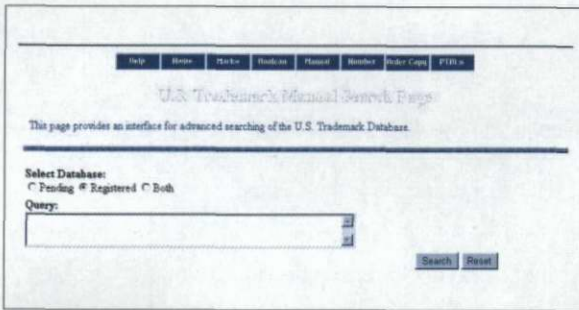 Help Home Marks Boolean Manual Number Order Copy PTDLs
U.S. Trademark Manual Search Page
This page provides an interface for advanced searching of the U.S. Trademark Database.
Select Database:
Pending Registered Both
Query:
Search Reset